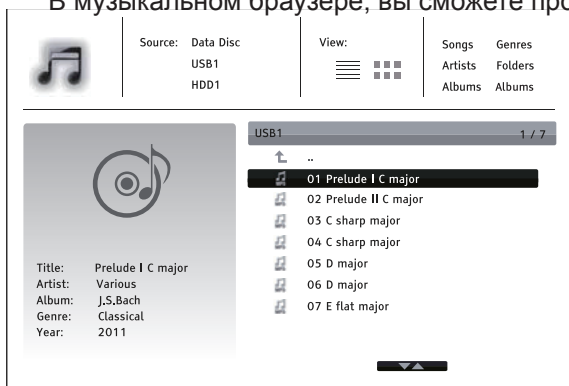 В музыкальном браузере, вы сможете про
Source: Data Disc
USB1
HDD1
View:
Songs Genres
Artists Folders
Albums Albums
USB1 1 / 7
..
01 Prelude I C major
02 Prelude II C major
03 C sharp major
04 C sharp major
05 D major
06 D major
07 E flat major
Title: Prelude I C major
Artist: Various
Album: J.S.Bach
Genre: Classical
Year: 2011